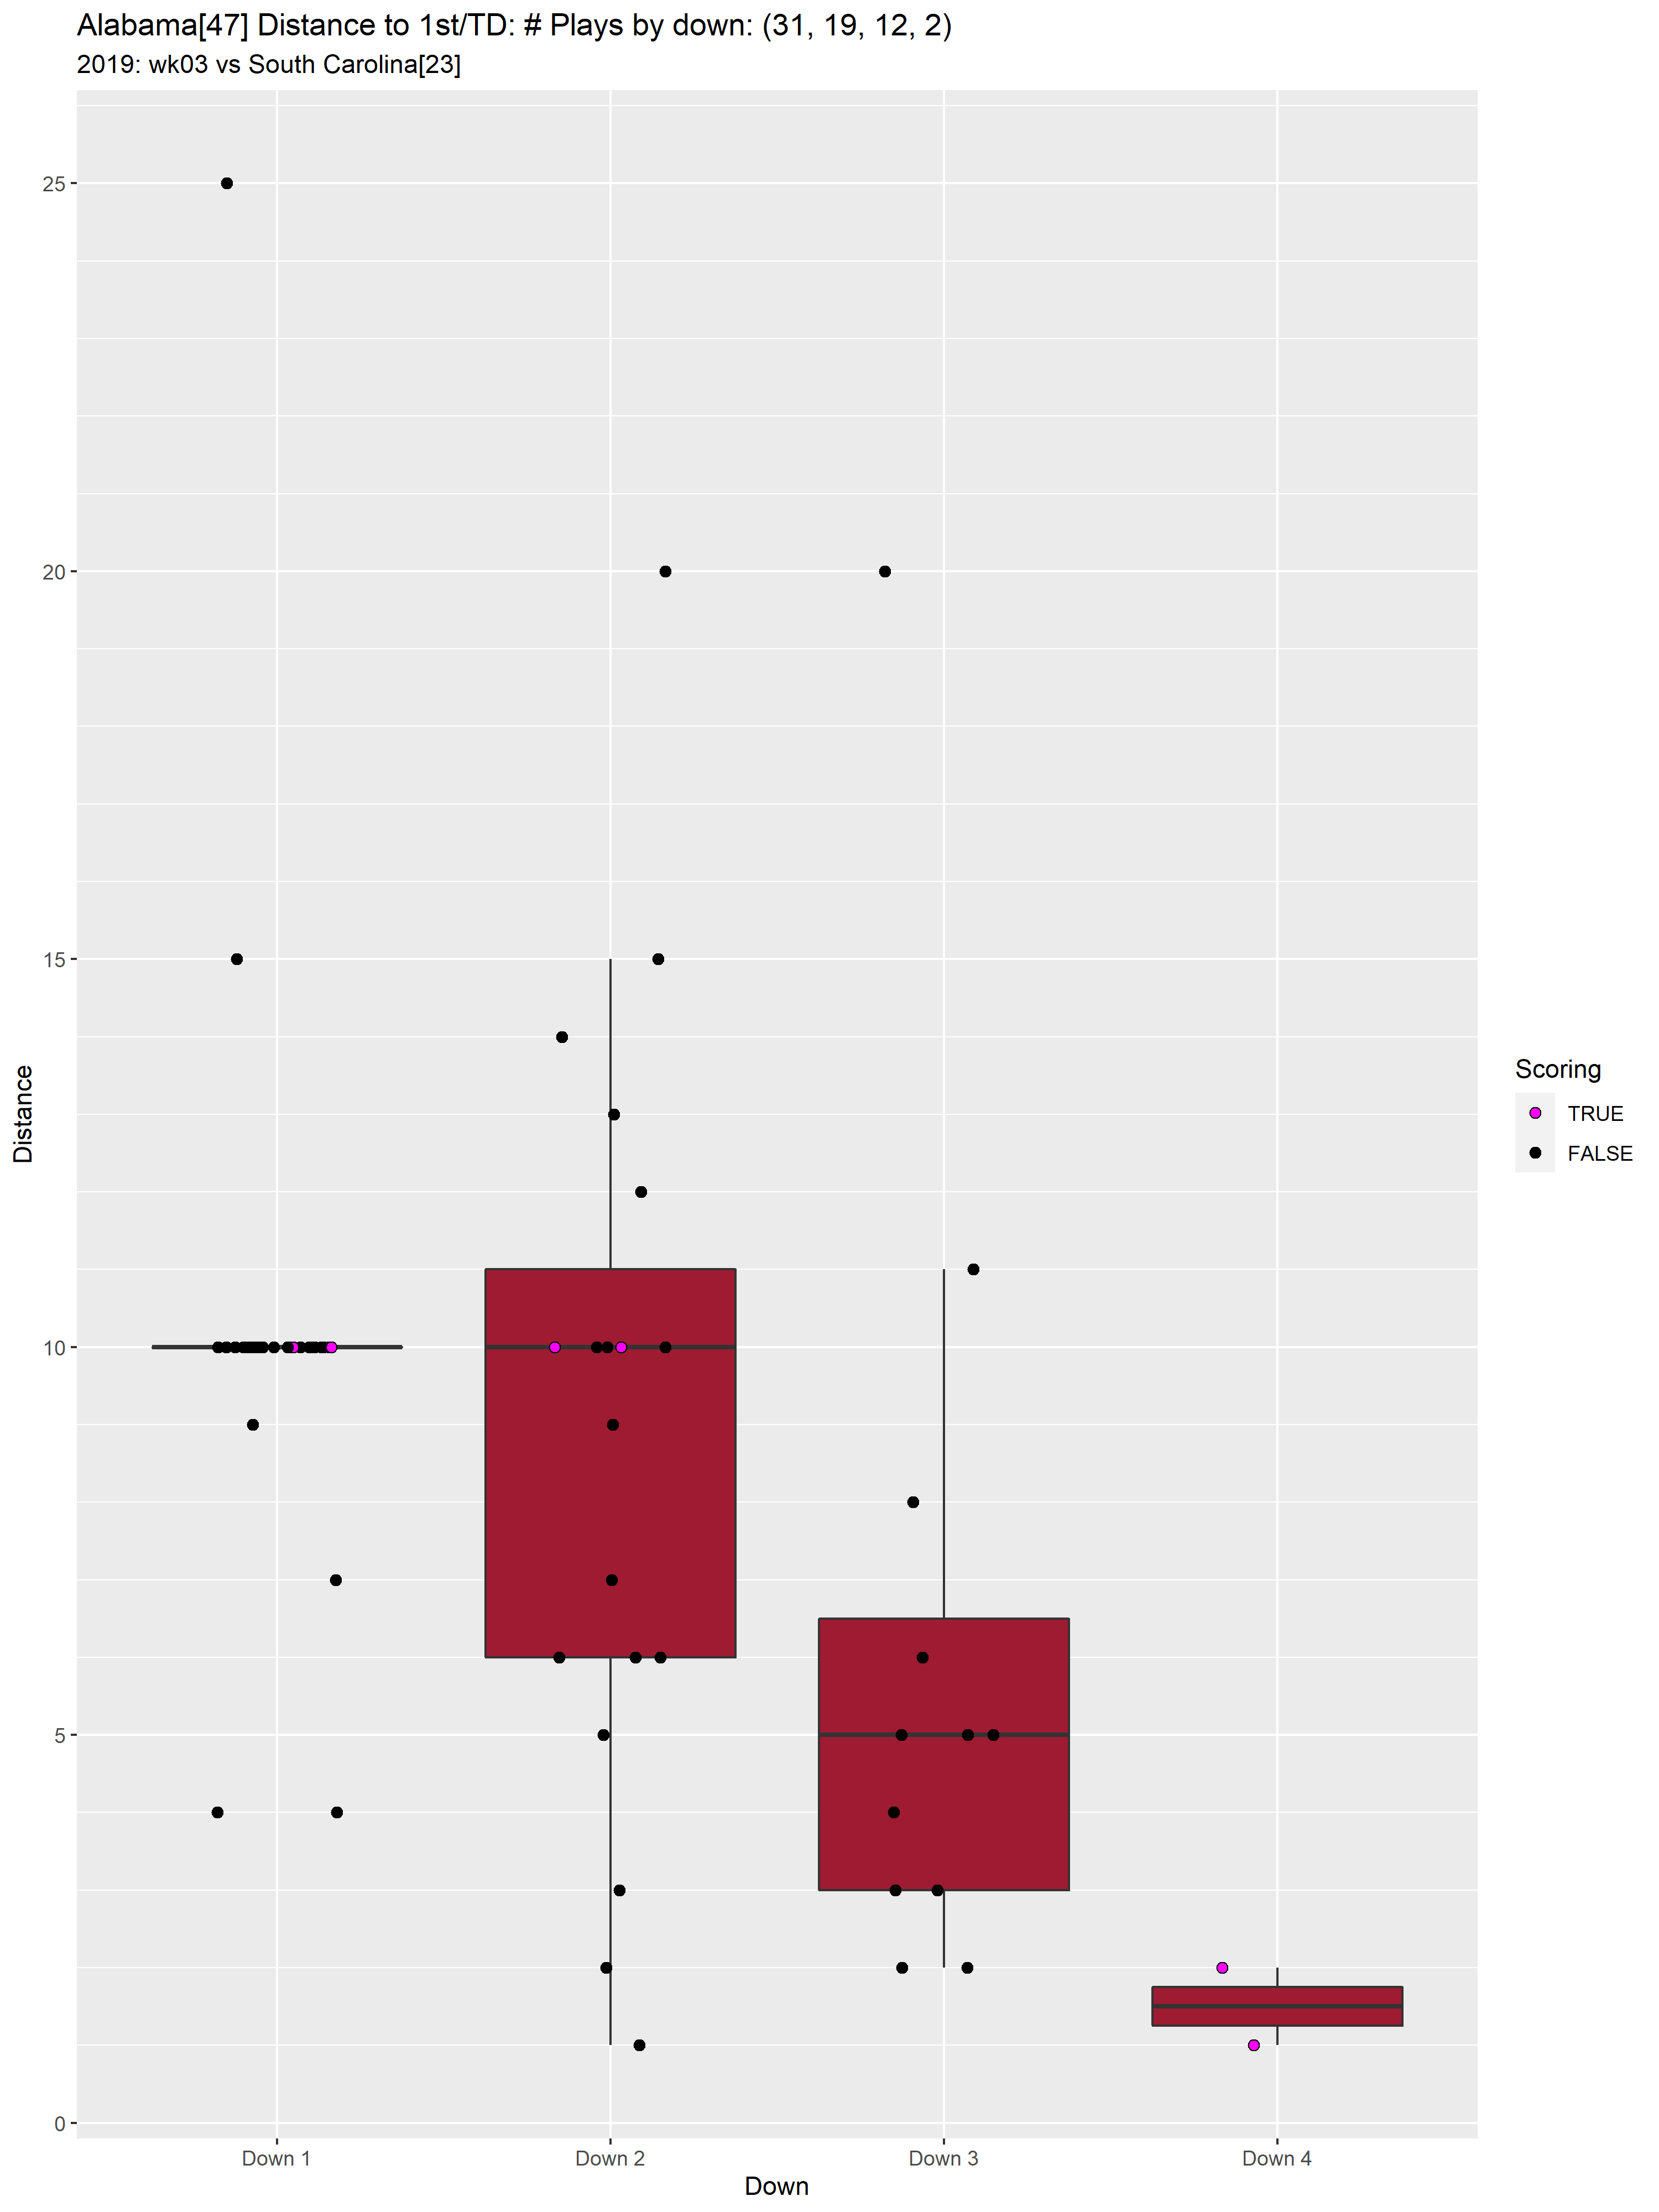 Alabama[47] Distance to 1st/TD: # Plays by down: (31, 19, 12, 2)
2019: wk03 vs South Carolina[23]
25
20
15
10
5
0
Distance
Down 1
Down 2
Down 3
Down 4
Down
Scoring
TRUE
FALSE